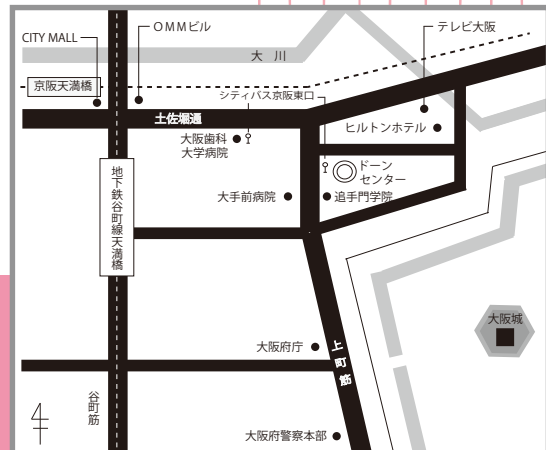 OMMビル
テレビ大阪
CITY MALL
大 川
京阪天満橋
シティバス京阪東口
土佐堀通
大阪歯科
大学病院
ヒルトンホテル
ドーン
センター
地下鉄谷町線天満橋
大手前病院
追手門学院
大阪城
大阪府庁
上町筋
谷町筋
大阪府警察本部